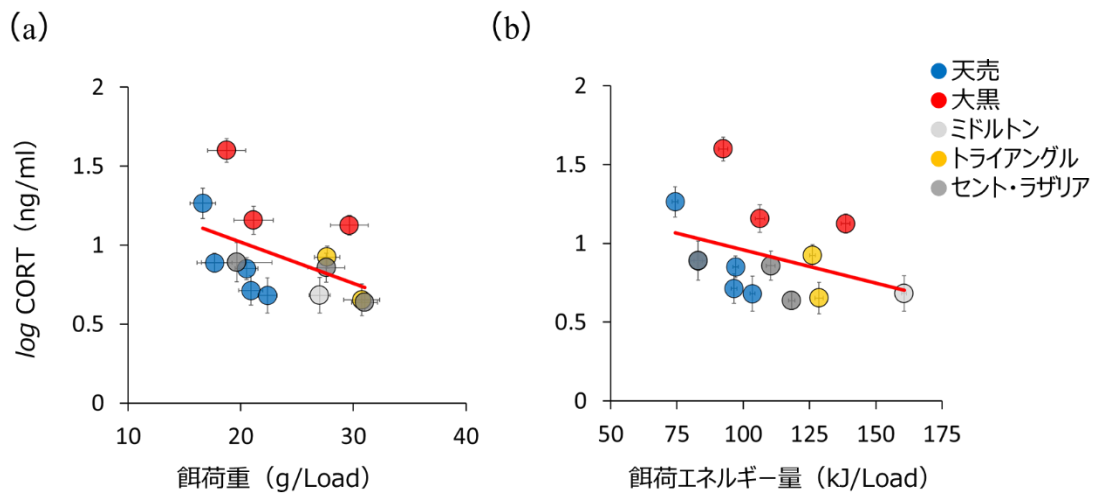 (a)
log CORT (ng/ml)
2
1.5
1
0.5
0
10
20
30
40
餌荷重 (g/Load)
(b)
2
1.5
1
0.5
0
50
75
100
125
150
175
餌荷エネルギー量 (kJ/Load)
天売
大黒
ミドルトン
トライアングル
セント・ラザリア